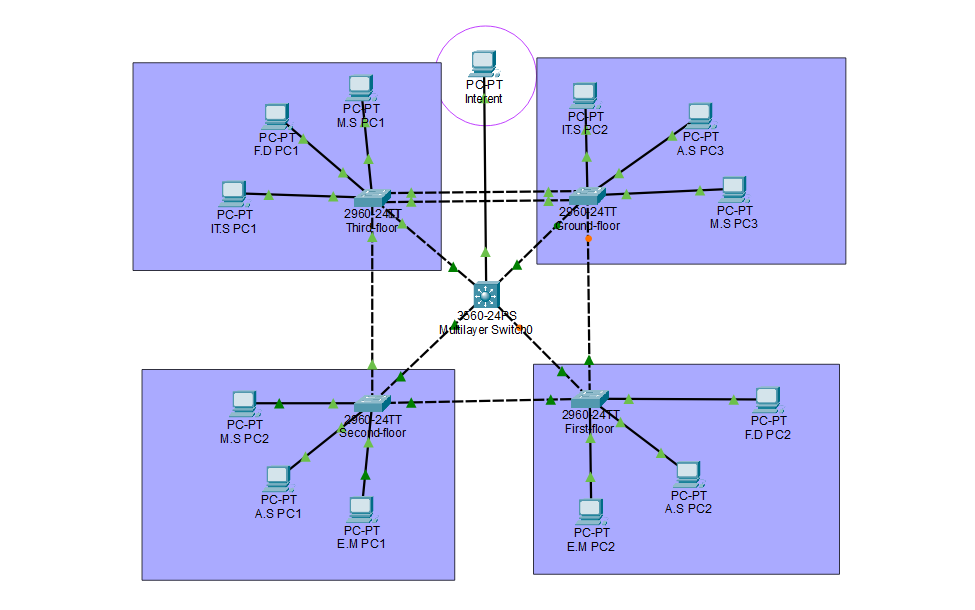 PC-PT
Interent
PC-PT
M.S PC1
PC-PT
F.D PC1
PC-PT
IT.S PC1
2960-24TT
Third-floor
PC-PT
IT.S PC2
PC-PT
A.S PC3
PC-PT
M.S PC3
2960-24TT
Ground-floor
3560-24PS
Multilayer Switch0
PC-PT
M.S PC2
2960-24TT
Second-floor
PC-PT
A.S PC1
PC-PT
E.M PC1
2960-24TT
First-floor
PC-PT
F.D PC2
PC-PT
A.S PC2
PC-PT
E.M PC2